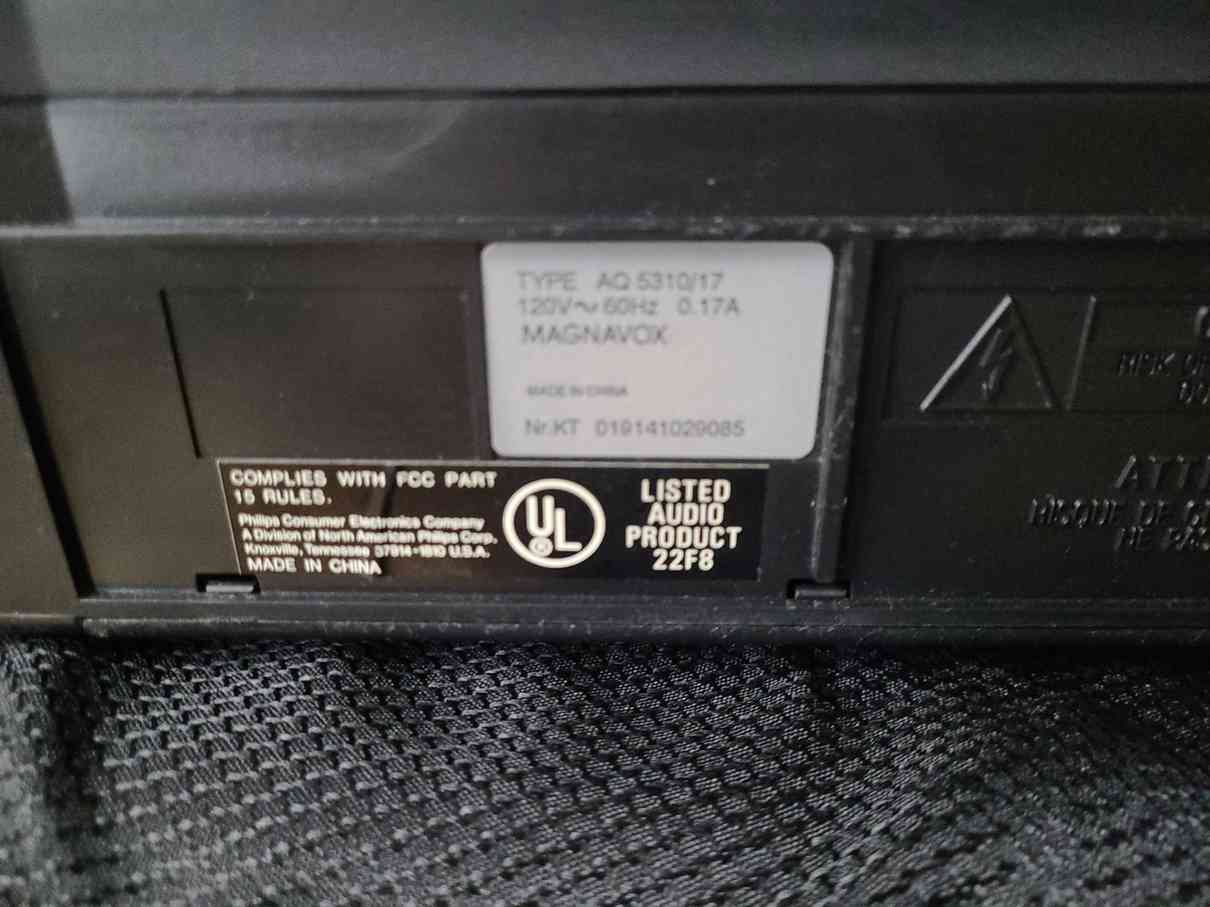 TYPE AQ 5310/17
120V~60Hz 0.17A
MAGNAVOX
MADE IN CHINA
Nr.KT 019141029085
COMPLIES WITH FCC PART
15 RULES.
Philips Consumer Electronics Company
A Division of North American Philips Corp.
Knoxville, Tennessee 37914-1810 U.S.A.
MADE IN CHINA
UL
LISTED
AUDIO
PRODUCT
22F8